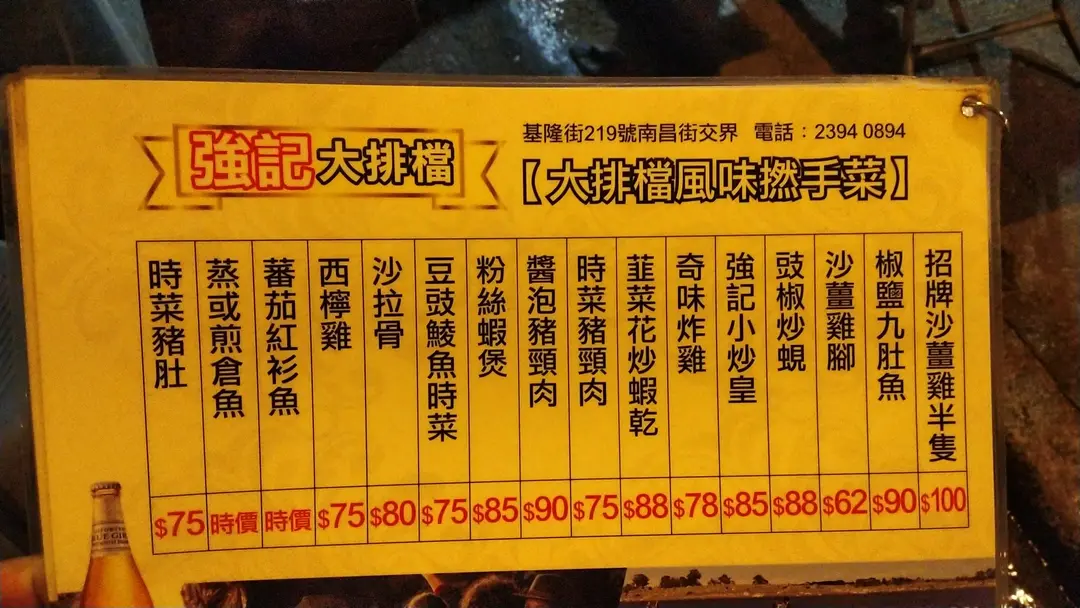 強記大排檔
基隆街219號南昌街交界 電話：2394 0894
【大排檔風味撚手菜】
招牌沙薑雞半隻 $100
椒鹽九肚魚 $90
沙薑雞腳 $62
豉椒炒蜆 $88
強記小炒皇 $85
奇味炸雞 $78
韮菜花炒蝦乾 $88
時菜豬頸肉 $75
醬泡豬頸肉 $90
粉絲蝦煲 $85
豆豉鯪魚時菜 $75
沙拉骨 $80
西檸雞 $75
蕃茄紅衫魚 時價
蒸或煎倉魚 時價
時菜豬肚 $75